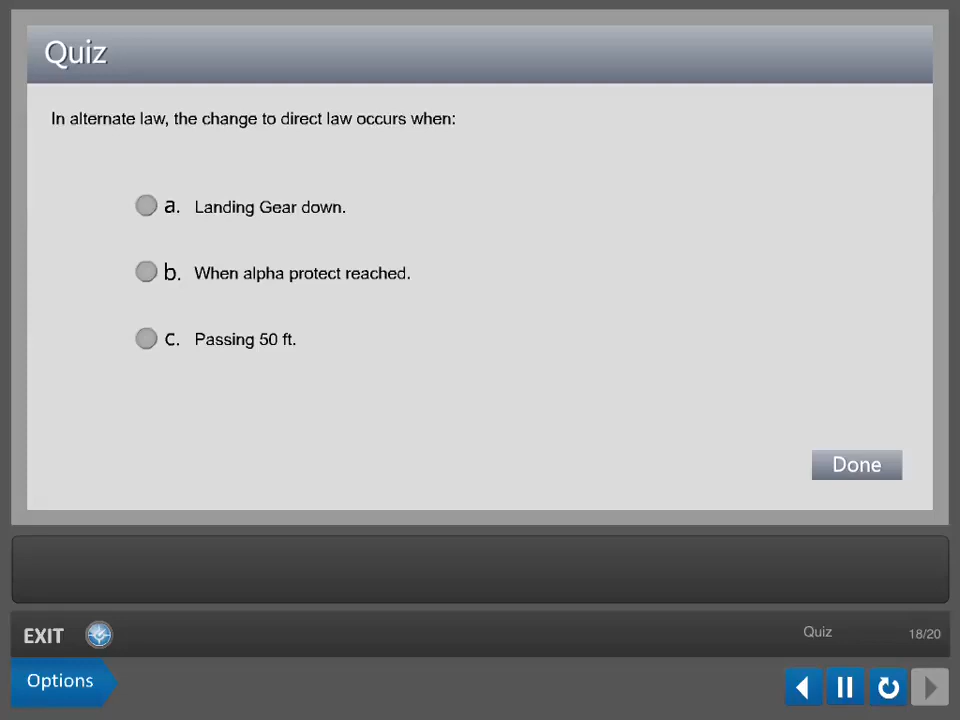 Quiz
In alternate law, the change to direct law occurs when:
a. Landing Gear down.
b. When alpha protect reached.
c. Passing 50 ft.
Done
EXIT
Quiz
18/20
Options